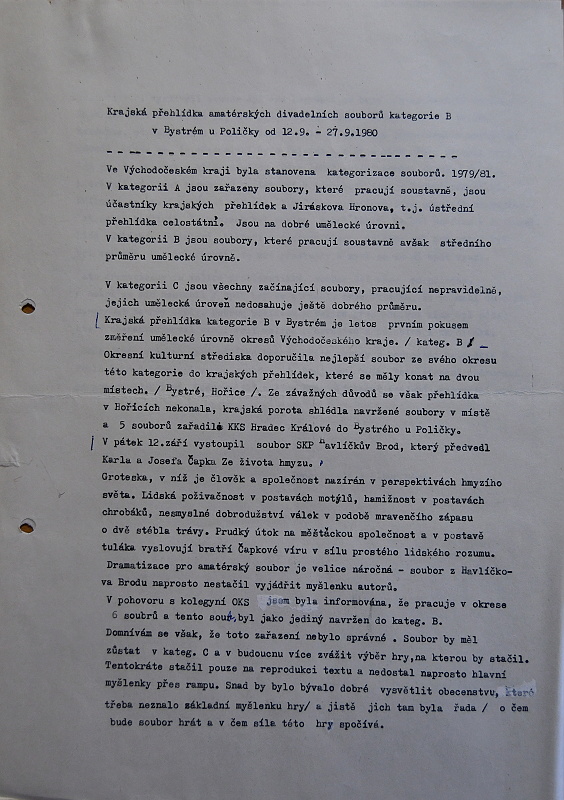 Krajská přehlídka amatérských divadelních souborů kategorie B
v Bystrém u Poličky od 12.9. - 27.9.1980
Ve Východočeském kraji byla stanovena kategorizace souborů. 1979/81.
V kategorii A jsou zařazeny soubory, které pracují soustavně, jsou
účastníky krajských přehlídek a Jiráskova Hronova, t.j. ústřední
přehlídka celostátní. Jsou na dobré umělecké úrovni.
V kategorii B jsou soubory, které pracují soustavně avšak středního
průměru umělecké úrovně.
V kategorii C jsou všechny začínající soubory, pracující nepravidelně,
jejich umělecká úroveň nedosahuje ještě dobrého průměru.
Krajská přehlídka kategorie B v Bystrém je letos prvním pokusem
změření umělecké úrovně okresů Východočeského kraje. / kateg. B /
Okresní kulturní střediska doporučila nejlepší soubor ze svého okresu
této kategorie do krajských přehlídek, které se měly konat na dvou
místech. / Bystré, Hořice /. Ze závažných důvodů se však přehlídka
v Hořicích nekonala, krajská porota shlédla navržené soubory v místě
a 5 souborů zařadila KKS Hradec Králové do Bystrého u Poličky.
V pátek 12.září vystoupil soubor SKP Havlíčkův Brod, který předvedl
Karla a Josefa Čapku Ze života hmyzu.
Groteska, v níž je člověk a společnost nazírán v perspektivách hmyzího
světa. Lidská poživačnost v postavách motýlů, hamižnost v postavách
chrobáků, nesmyslné dobrodružství válek v podobě mravenčího zápasu
o dvě stébla trávy. Prudký útok na měštáckou společnost a v postavě
tuláka vyslovují bratří Čapkové víru v sílu prostého lidského rozumu.
Dramatizace pro amatérský soubor je velice náročná - soubor z Havlíčko-
va Brodu naprosto nestačil vyjádřit myšlenku autorů.
V pohovoru s kolegyní OKS jsem byla informována, že pracuje v okrese
6 soubrů a tento soub. byl jako jediný navržen do kateg. B.
Domnívám se však, že toto zařazení nebylo správné . Soubor by měl
zůstat v kateg. C a v budoucnu více zvážit výběr hry,na kterou by stačil.
Tentokráte stačil pouze na reprodukci textu a nedostal naprosto hlavní
myšlenky přes rampu. Snad by bylo bývalo dobré vysvětlit obecenstvu, které
třeba neznalo základní myšlenku hry/ a jistě jich tam byla řada / o čem
bude soubor hrát a v čem síla této hry spočívá.